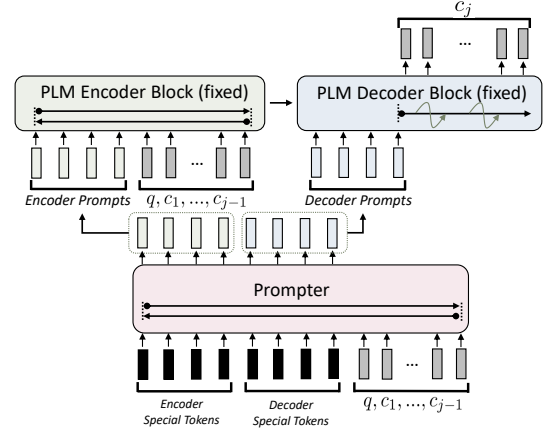 c_j
...
PLM Encoder Block (fixed)
PLM Decoder Block (fixed)
...
Encoder Prompts
q, c_1, ..., c_{j−1}
Decoder Prompts
Prompter
...
Encoder
Special Tokens
Decoder
Special Tokens
q, c_1, ..., c_{j−1}